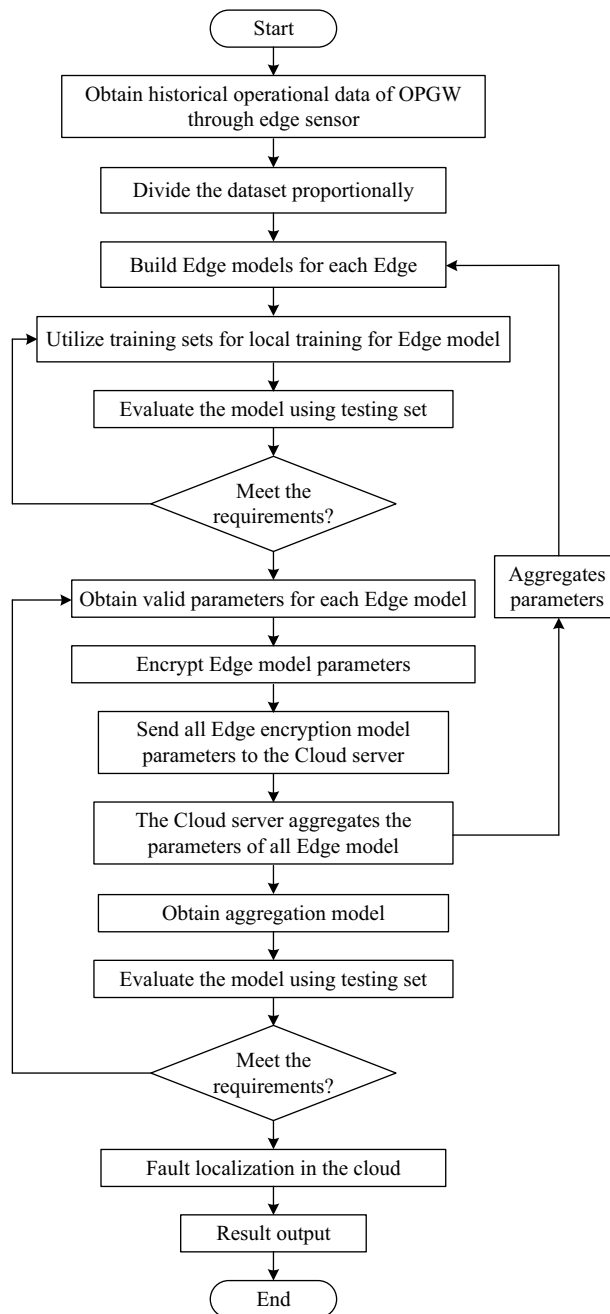 Start
Obtain historical operational data of OPGW
through edge sensor
Divide the dataset proportionally
Build Edge models for each Edge
Utilize training sets for local training for Edge model
Evaluate the model using testing set
Meet the
requirements?
Obtain valid parameters for each Edge model
Aggregates
parameters
Encrypt Edge model parameters
Send all Edge encryption model
parameters to the Cloud server
The Cloud server aggregates the
parameters of all Edge model
Obtain aggregation model
Evaluate the model using testing set
Meet the
requirements?
Fault localization in the cloud
Result output
End